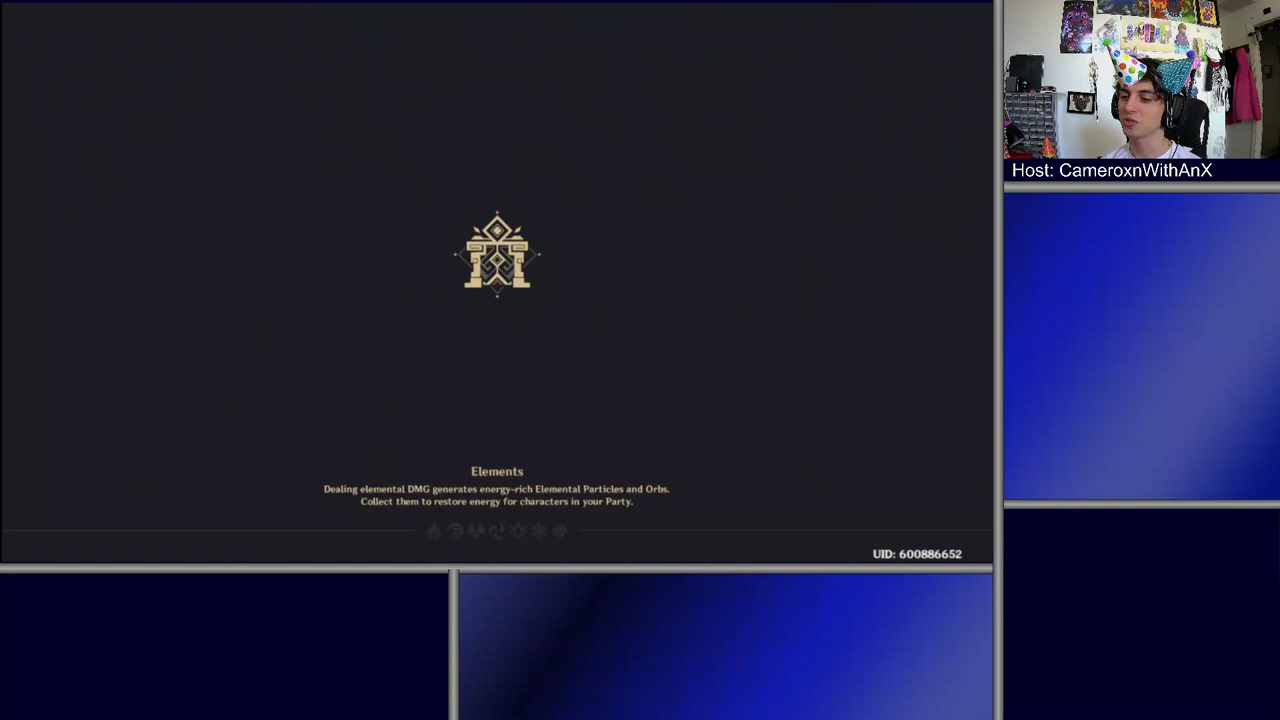 Host: CameroxnWithAnX
Elements
Dealing elemental DMG generates energy-rich Elemental Particles and Orbs.
Collect them to restore energy for characters in your Party.
UID: 600886652